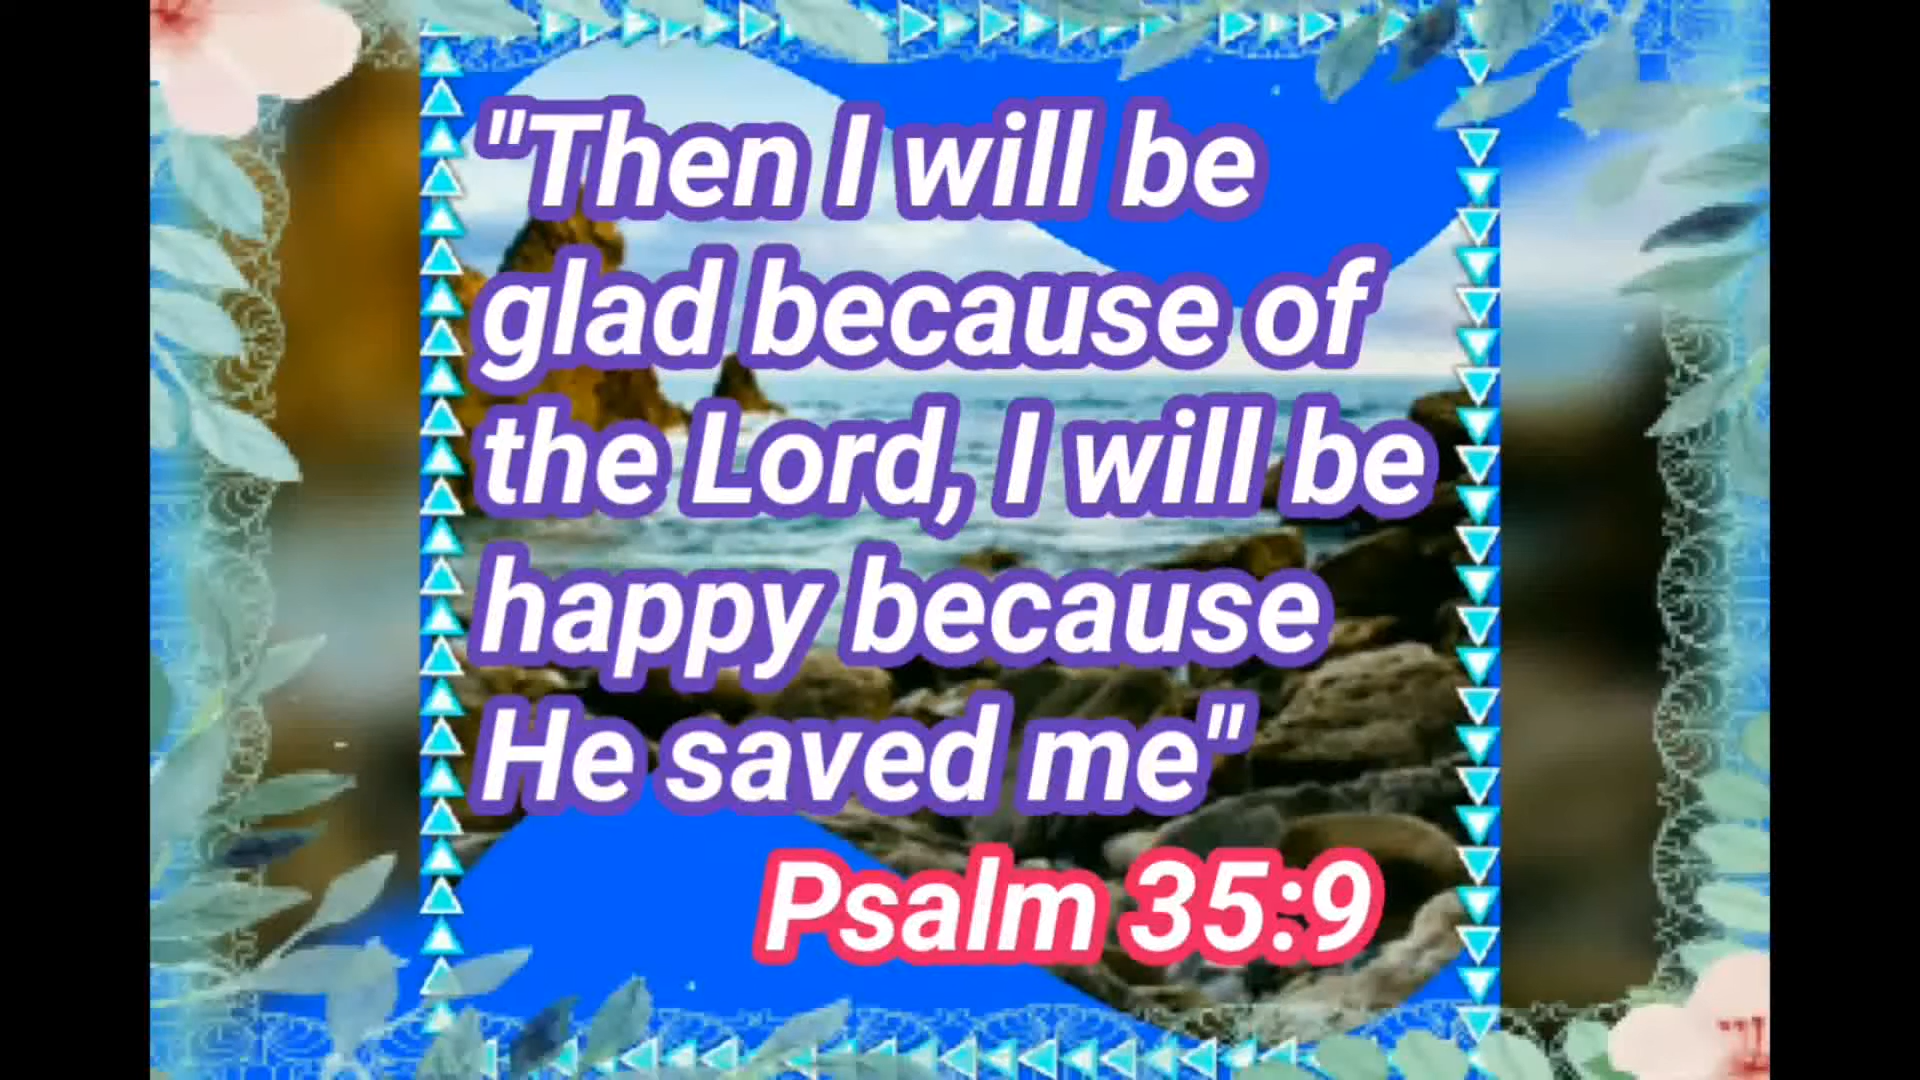 "Then I will be
glad because of
the Lord, I will be
happy because
He saved me"
Psalm 35:9